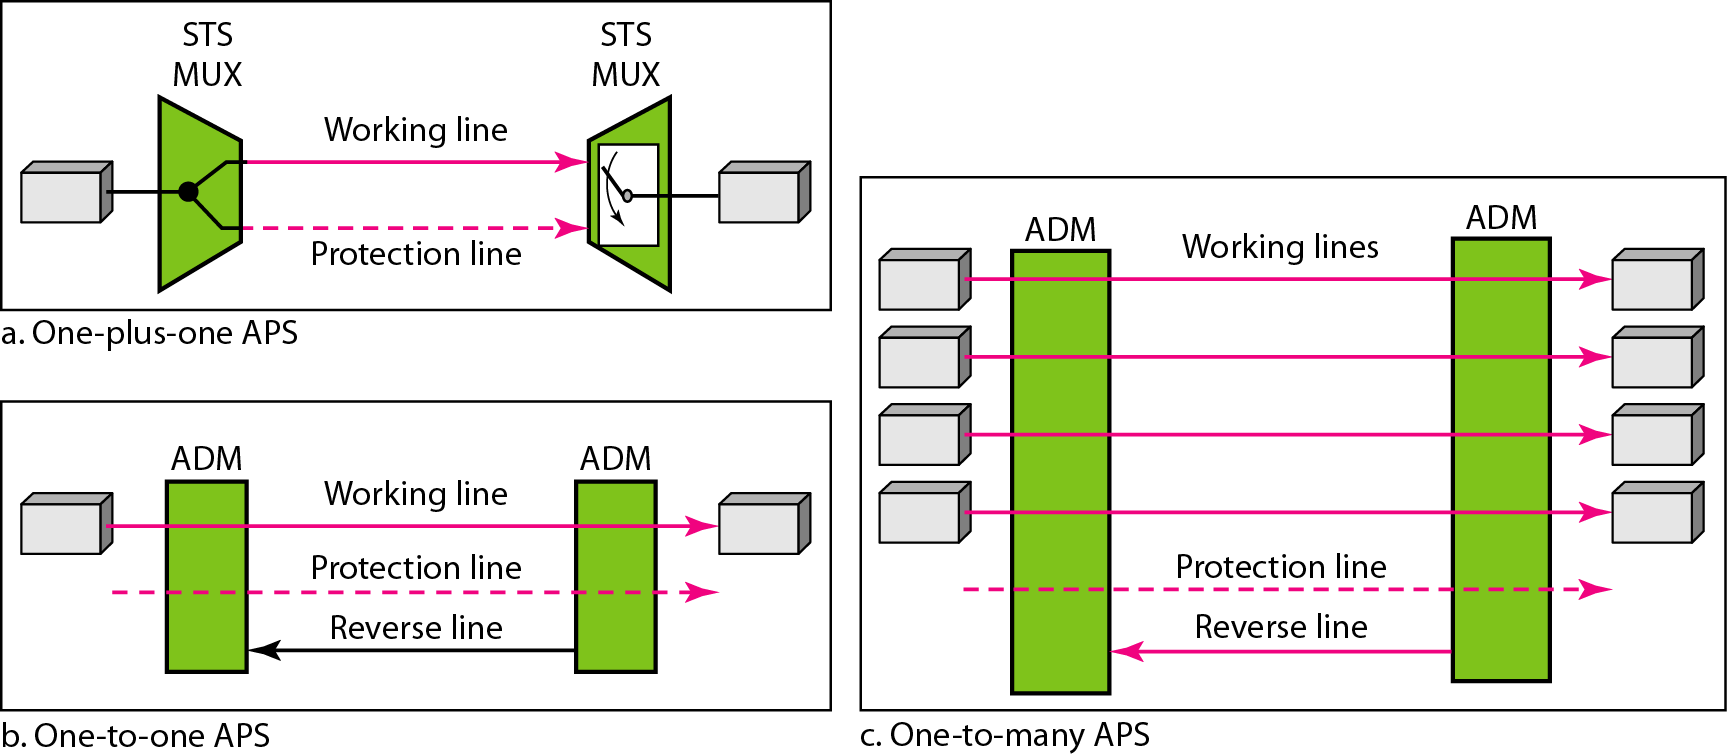 STS
MUX
STS
MUX
Working line
Protection line
a. One-plus-one APS
ADM
ADM
Working line
Protection line
Reverse line
b. One-to-one APS
ADM
ADM
Working lines
Protection line
Reverse line
c. One-to-many APS